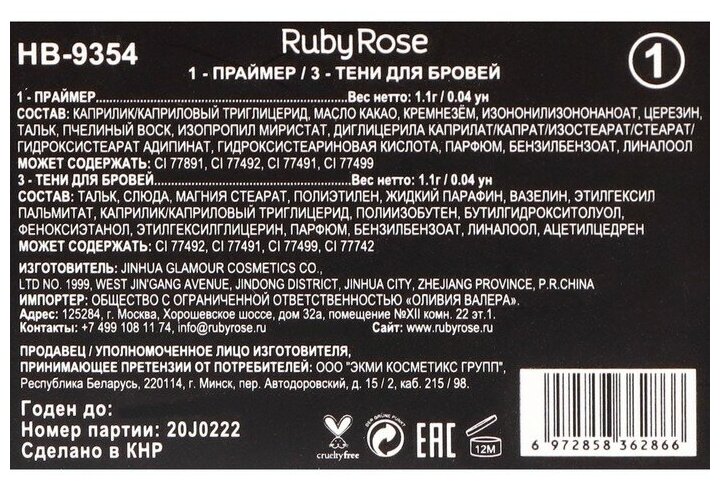 HB-9354
RubyRose
1
1 - ПРАЙМЕР / 3 - ТЕНИ ДЛЯ БРОВЕЙ
1 - ПРАЙМЕР..........Вес нетто: 1.1г/ 0.04 ун
СОСТАВ: КАПРИЛИК/КАПРИЛОВЫЙ ТРИГЛИЦЕРИД, МАСЛО КАКАО, КРЕМНЕЗЁМ, ИЗОНОНИЛИЗОНОНАНОАТ, ЦЕРЕЗИН,
ТАЛЬК, ПЧЕЛИНЫЙ ВОСК, ИЗОПРОПИЛ МИРИСТАТ, ДИГЛИЦЕРИЛА КАПРИЛАТ/КАПРАТ/ИЗОСТЕАРАТ/СТЕАРАТ/
ГИДРОКСИСТЕАРАТ АДИПИНАТ, ГИДРОКСИСТЕАРИНОВАЯ КИСЛОТА, ПАРФЮМ, БЕНЗИЛБЕНЗОАТ, ЛИНАЛООЛ
МОЖЕТ СОДЕРЖАТЬ: CI 77891, CI 77492, CI 77491, CI 77499
3 - ТЕНИ ДЛЯ БРОВЕЙ..........Вес нетто: 1.1г/ 0.04 ун
СОСТАВ: ТАЛЬК, СЛЮДА, МАГНИЯ СТЕАРАТ, ПОЛИЭТИЛЕН, ЖИДКИЙ ПАРАФИН, ВАЗЕЛИН, ЭТИЛГЕКСИЛ
ПАЛЬМИТАТ, КАПРИЛИК/КАПРИЛОВЫЙ ТРИГЛИЦЕРИД, ПОЛИИЗОБУТЕН, БУТИЛГИДРОКСИТОЛУОЛ,
ФЕНОКСИЭТАНОЛ, ЭТИЛГЕКСИЛГЛИЦЕРИН, ПАРФЮМ, БЕНЗИЛБЕНЗОАТ, ЛИНАЛООЛ, АЦЕТИЛЦЕДРЕН
МОЖЕТ СОДЕРЖАТЬ: CI 77492, CI 77491, CI 77499, CI 77742
ИЗГОТОВИТЕЛЬ: JINHUA GLAMOUR COSMETICS CO.,
LTD NO. 1999, WEST JIN'GANG AVENUE, JINDONG DISTRICT, JINHUA CITY, ZHEJIANG PROVINCE, P.R.CHINA
ИМПОРТЕР: ОБЩЕСТВО С ОГРАНИЧЕННОЙ ОТВЕТСТВЕННОСТЬЮ «ОЛИВИЯ ВАЛЕРА».
Адрес: 125284, г. Москва, Хорошевское шоссе, дом 32а, помещение №XII комн. 22 эт.1.
Контакты: +7 499 108 11 74, info@rubyrose.ru Сайт: www.rubyrose.ru
ПРОДАВЕЦ / УПОЛНОМОЧЕННОЕ ЛИЦО ИЗГОТОВИТЕЛЯ,
ПРИНИМАЮЩЕЕ ПРЕТЕНЗИИ ОТ ПОТРЕБИТЕЛЕЙ: ООО "ЭКМИ КОСМЕТИКС ГРУПП",
Республика Беларусь, 220114, г. Минск, пер. Автодоровский, д. 15 / 2, каб. 215 / 98.
Годен до:
Номер партии: 20J0222
Сделано в КНР
crueltyfree
DER GRÜNE PUNKT
EAC
12M
6 972858 362866